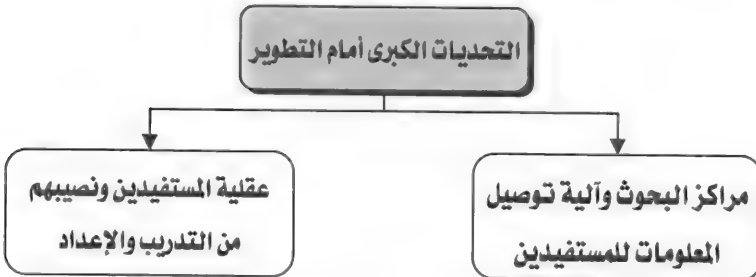 التحديات الكبرى أمام التطوير
مراكز البحوث وآلية توصيل
المعلومات للمستفيدين
عقلية المستفيدين ونصيبهم
من التدريب والإعداد